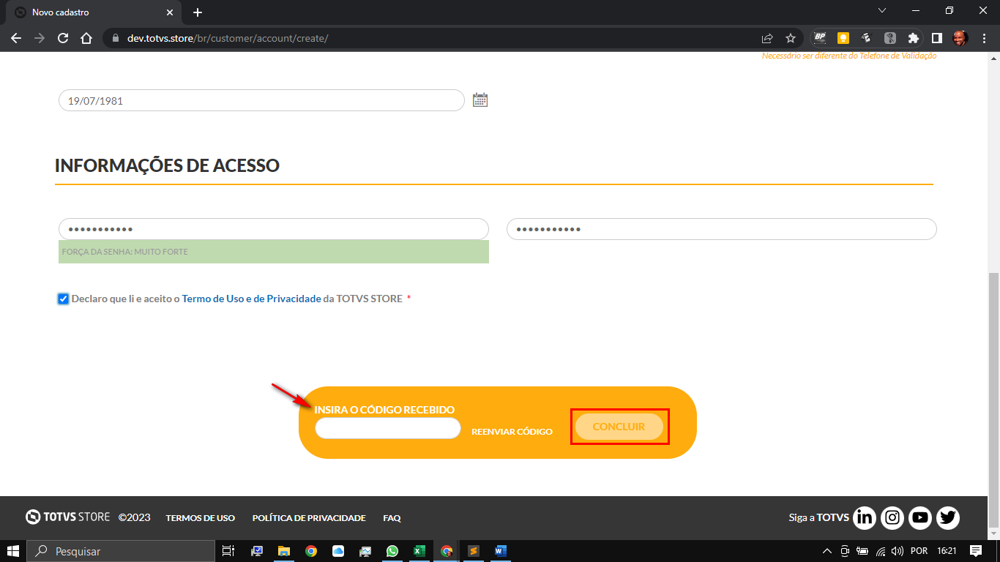 Novo cadastro
dev.totvs.store/br/customer/account/create/
BP
Necessário ser diferente do Telefone de Validação
19/07/1981
INFORMAÇÕES DE ACESSO
••••••••••• •••••••••••
FORÇA DA SENHA: MUITO FORTE
Declaro que li e aceito o Termo de Uso e de Privacidade da TOTVS STORE *
INSIRA O CÓDIGO RECEBIDO
REENVIAR CÓDIGO CONCLUIR
TOTVS STORE ©2023 TERMOS DE USO POLÍTICA DE PRIVACIDADE FAQ Siga a TOTVS
Pesquisar POR 16:21